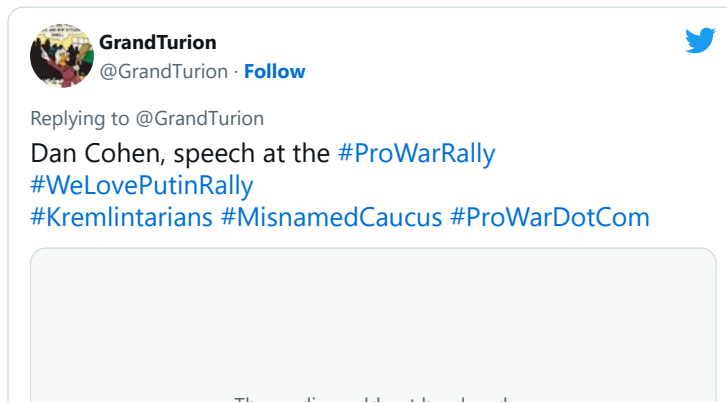 GrandTurion
@GrandTurion · Follow
Replying to @GrandTurion
Dan Cohen, speech at the #ProWarRally
#WeLovePutinRally
#Kremlintarians #MisnamedCaucus #ProWarDotCom